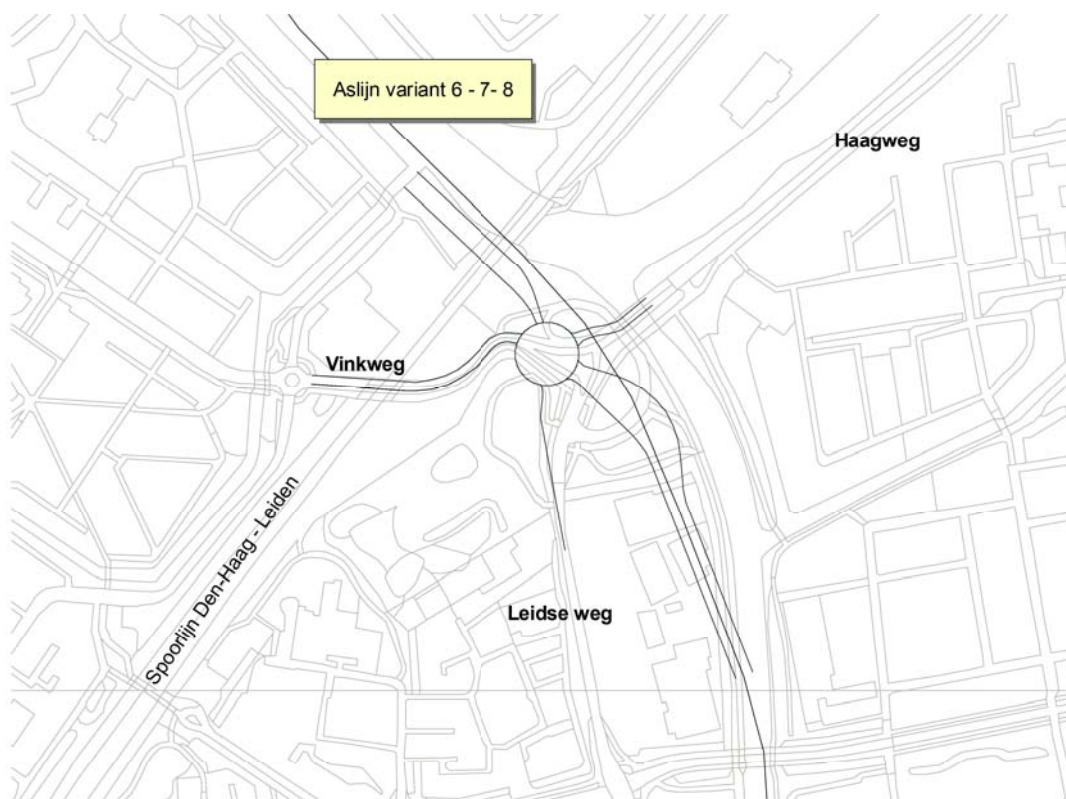 Aslijn variant 6 - 7- 8
Haagweg
Vinkweg
Spoorlijn Den-Haag - Leiden
Leidse weg